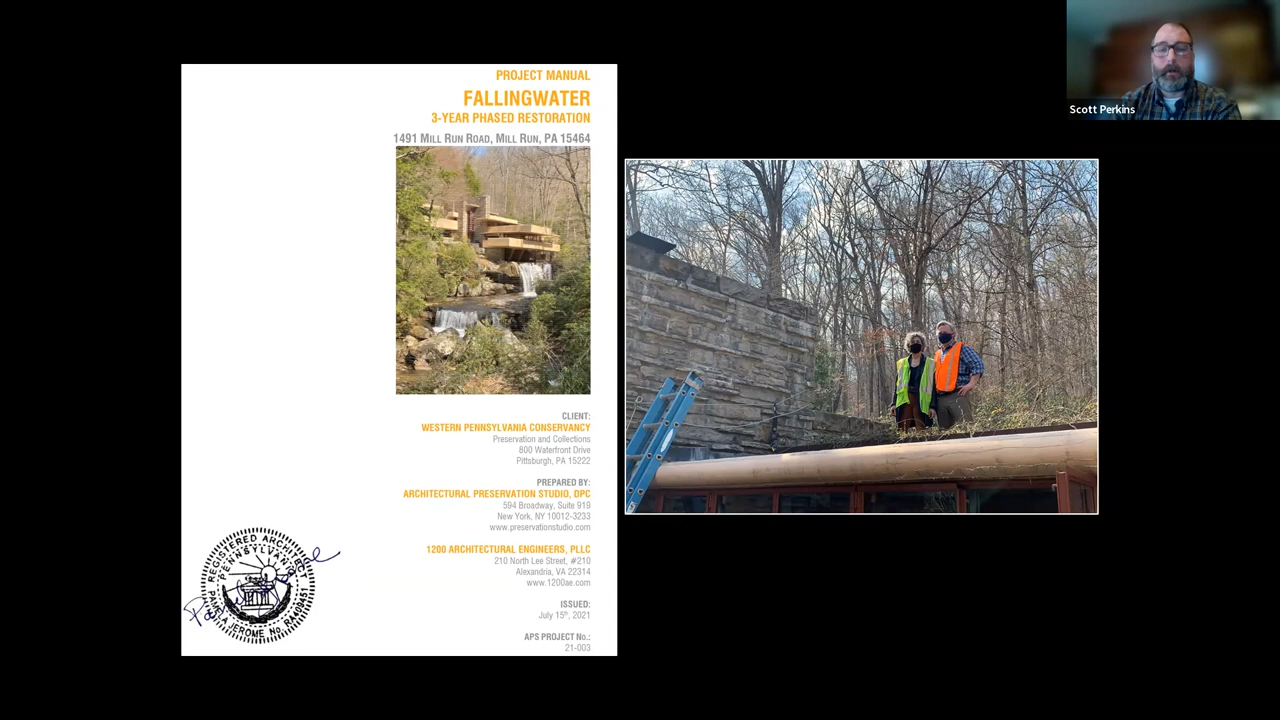 PROJECT MANUAL
FALLINGWATER
3-YEAR PHASED RESTORATION
1491 MILL RUN ROAD, MILL RUN, PA 15464
CLIENT:
WESTERN PENNSYLVANIA CONSERVANCY
Preservation and Collections
800 Waterfront Drive
Pittsburgh, PA 15222
PREPARED BY:
ARCHITECTURAL PRESERVATION STUDIO, DPC
594 Broadway, Suite 919
New York, NY 10012-3233
www.preservationstudio.com
1200 ARCHITECTURAL ENGINEERS, PLLC
210 North Lee Street, #210
Alexandria, VA 22314
www.1200ae.com
ISSUED:
July 15th, 2021
APS PROJECT No.:
21-003
REGISTERED ARCHITECT
PENNSYLVANIA
JEROME No.
Scott Perkins